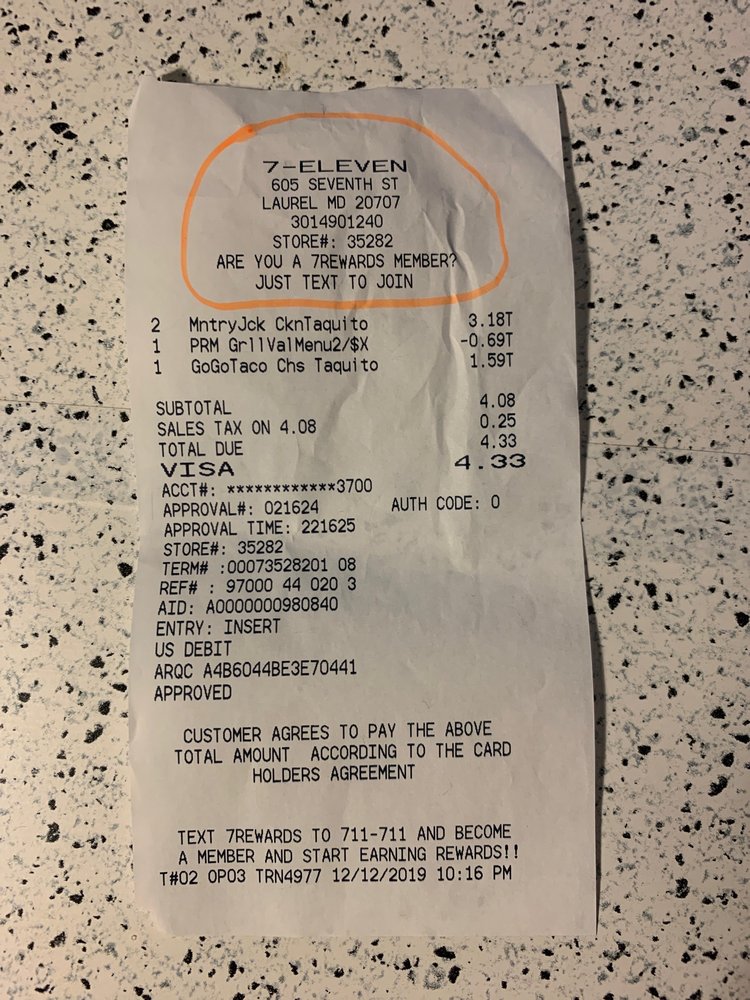 7-ELEVEN
605 SEVENTH ST
LAUREL MD 20707
3014901240
STORE#: 35282
ARE YOU A 7REWARDS MEMBER?
JUST TEXT TO JOIN
2 MntryJck CknTaquito 3.18T
1 PRM GrllValMenu2/$X -0.69T
1 GoGoTaco Chs Taquito 1.59T
SUBTOTAL 4.08
SALES TAX ON 4.08 0.25
TOTAL DUE 4.33
VISA 4.33
ACCT#: ************3700
APPROVAL#: 021624 AUTH CODE: 0
APPROVAL TIME: 221625
STORE#: 35282
TERM# :00073528201 08
REF# : 97000 44 020 3
AID: A0000000980840
ENTRY: INSERT
US DEBIT
ARQC A4B6044BE3E70441
APPROVED
CUSTOMER AGREES TO PAY THE ABOVE
TOTAL AMOUNT ACCORDING TO THE CARD
HOLDERS AGREEMENT
TEXT 7REWARDS TO 711-711 AND BECOME
A MEMBER AND START EARNING REWARDS!!
T#02 OP03 TRN4977 12/12/2019 10:16 PM